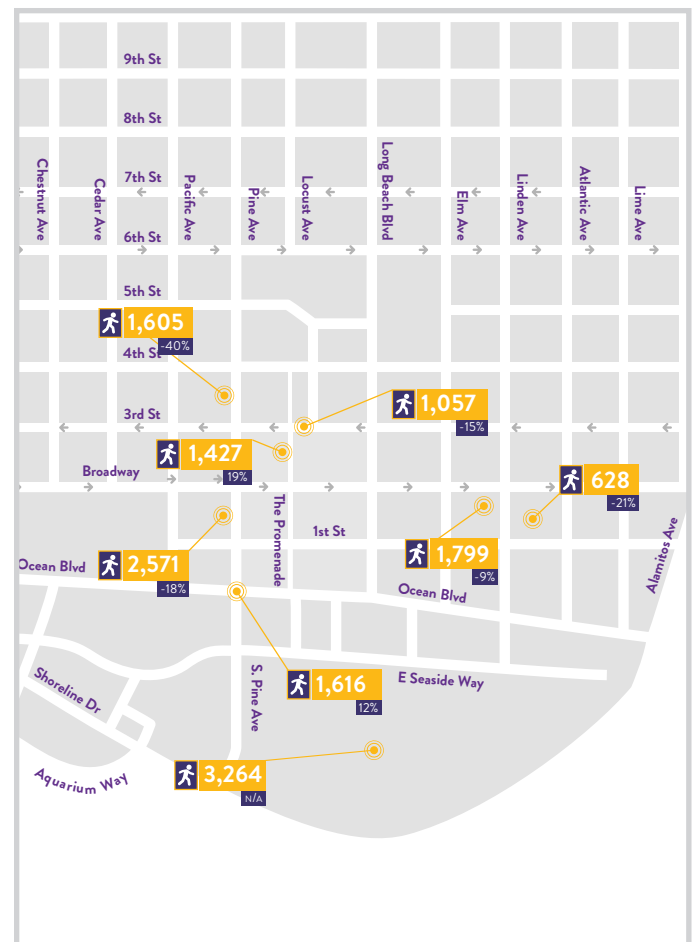 9th St
8th St
7th St
Chestnut Ave
Cedar Ave
Pacific Ave
Pine Ave
Locust Ave
Long Beach Blvd
Elm Ave
Linden Ave
Atlantic Ave
Lime Ave
6th St
5th St
1,605
-40%
4th St
3rd St
1,057
-15%
1,427
19%
Broadway
628
-21%
The Promenade
1st St
Alamitos Ave
Ocean Blvd
2,571
-18%
1,799
-9%
Ocean Blvd
S. Pine Ave
1,616
12%
E Seaside Way
Shoreline Dr
3,264
N/A
Aquarium Way